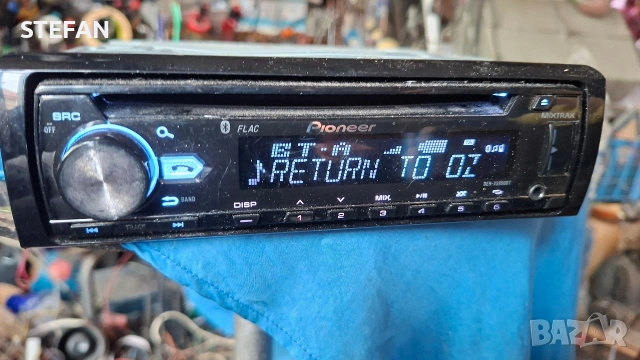 STEFAN
SRC
OFF
FLAC
Pioneer
MIXTRAX
BT-A
RETURN TO OZ
BAND
DISP
MIX
1 2 3 4 5 6
BAZAR